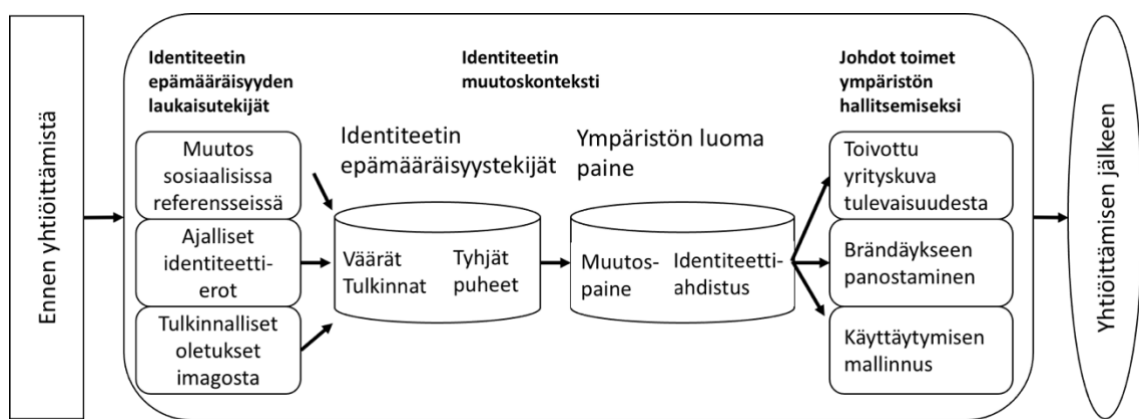 Ennen yhtiöittämistä
Identiteetin
epämääräisyyden
laukaisutekijät
Muutos
sosiaalisissa
referensseissä
Ajalliset
identiteetti-
erot
Tulkinnalliset
oletukset
imagosta
Identiteetin
muutoskonteksti
Identiteetin
epämääräisyystekijät
Väärät
Tulkinnat
Tyhjät
puheet
Ympäristön luoma
paine
Muutos-
paine
Identiteetti-
ahdistus
Johdot toimet
ympäristön
hallitsemiseksi
Toivottu
yrityskuva
tulevaisuudesta
Brändäykseen
panostaminen
Käyttäytymisen
mallinnus
Yhtiöittämisen jälkeen